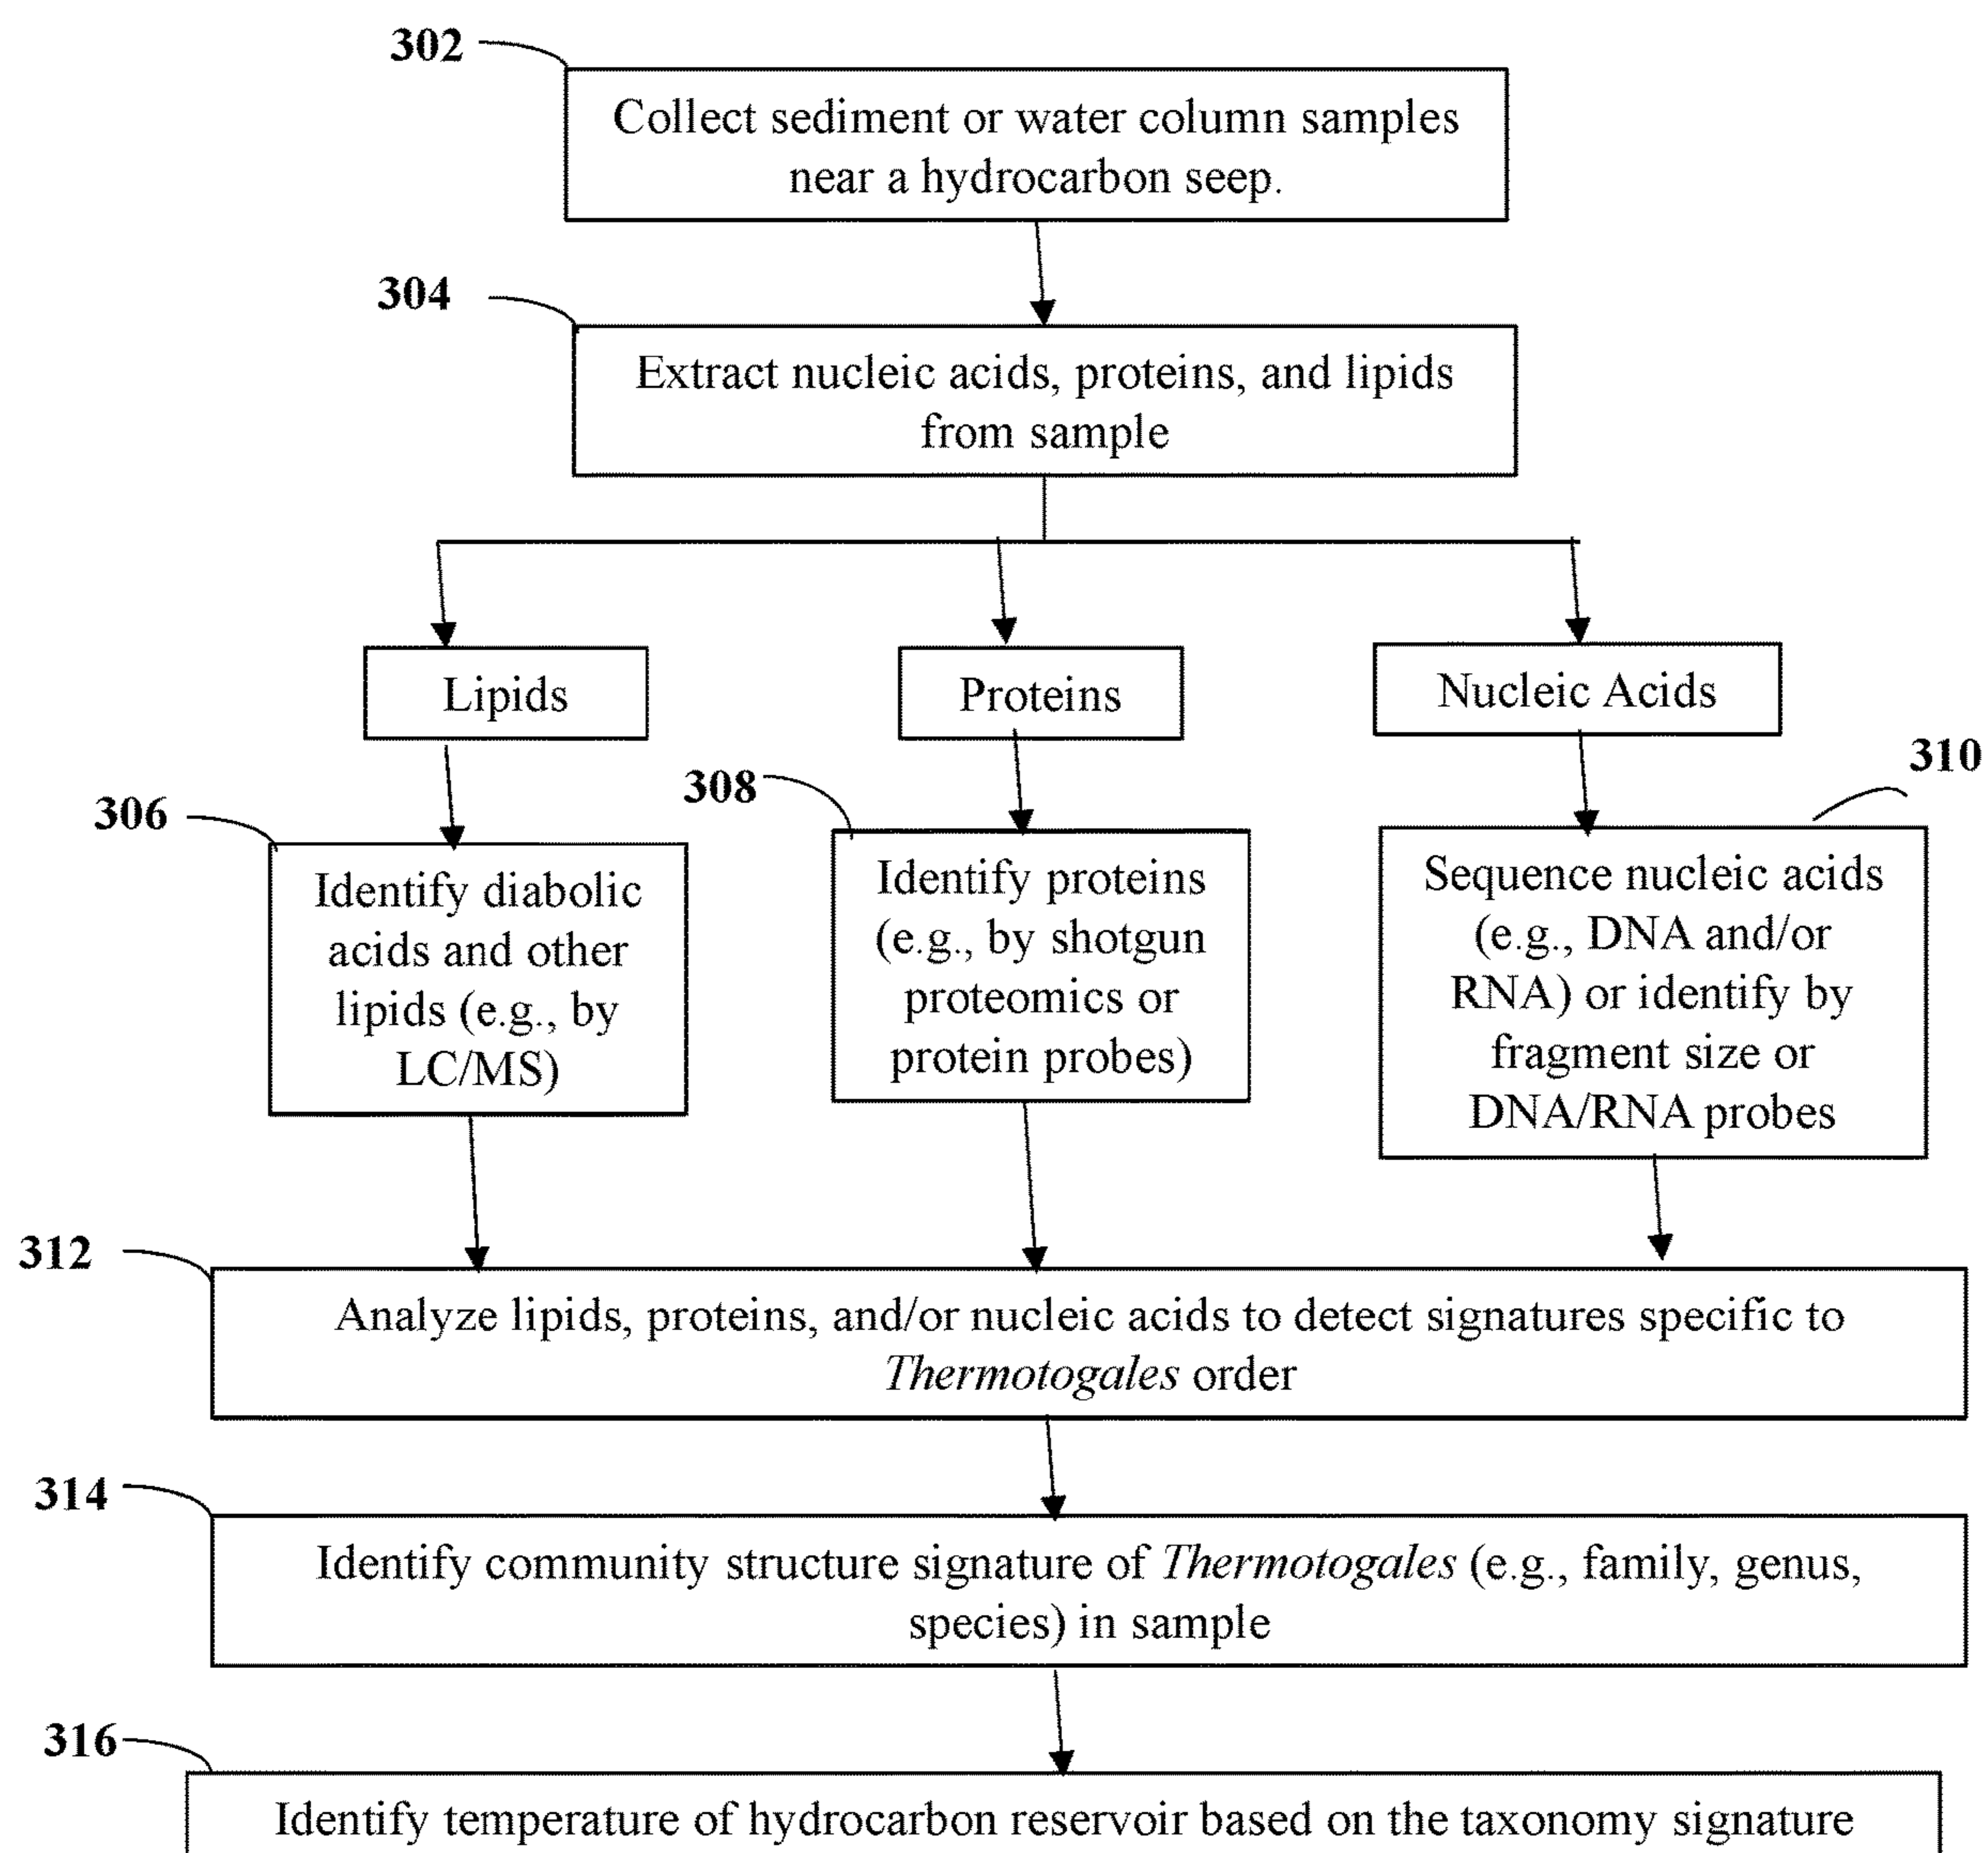 302
Collect sediment or water column samples
near a hydrocarbon seep.
304
Extract nucleic acids, proteins, and lipids
from sample
Lipids
Proteins
Nucleic Acids
306
308
310
Identify diabolic
acids and other
lipids (e.g., by
LC/MS)
Identify proteins
(e.g., by shotgun
proteomics or
protein probes)
Sequence nucleic acids
(e.g., DNA and/or
RNA) or identify by
fragment size or
DNA/RNA probes
312
Analyze lipids, proteins, and/or nucleic acids to detect signatures specific to
Thermotogales order
314
Identify community structure signature of Thermotogales (e.g., family, genus,
species) in sample
316
Identify temperature of hydrocarbon reservoir based on the taxonomy signature